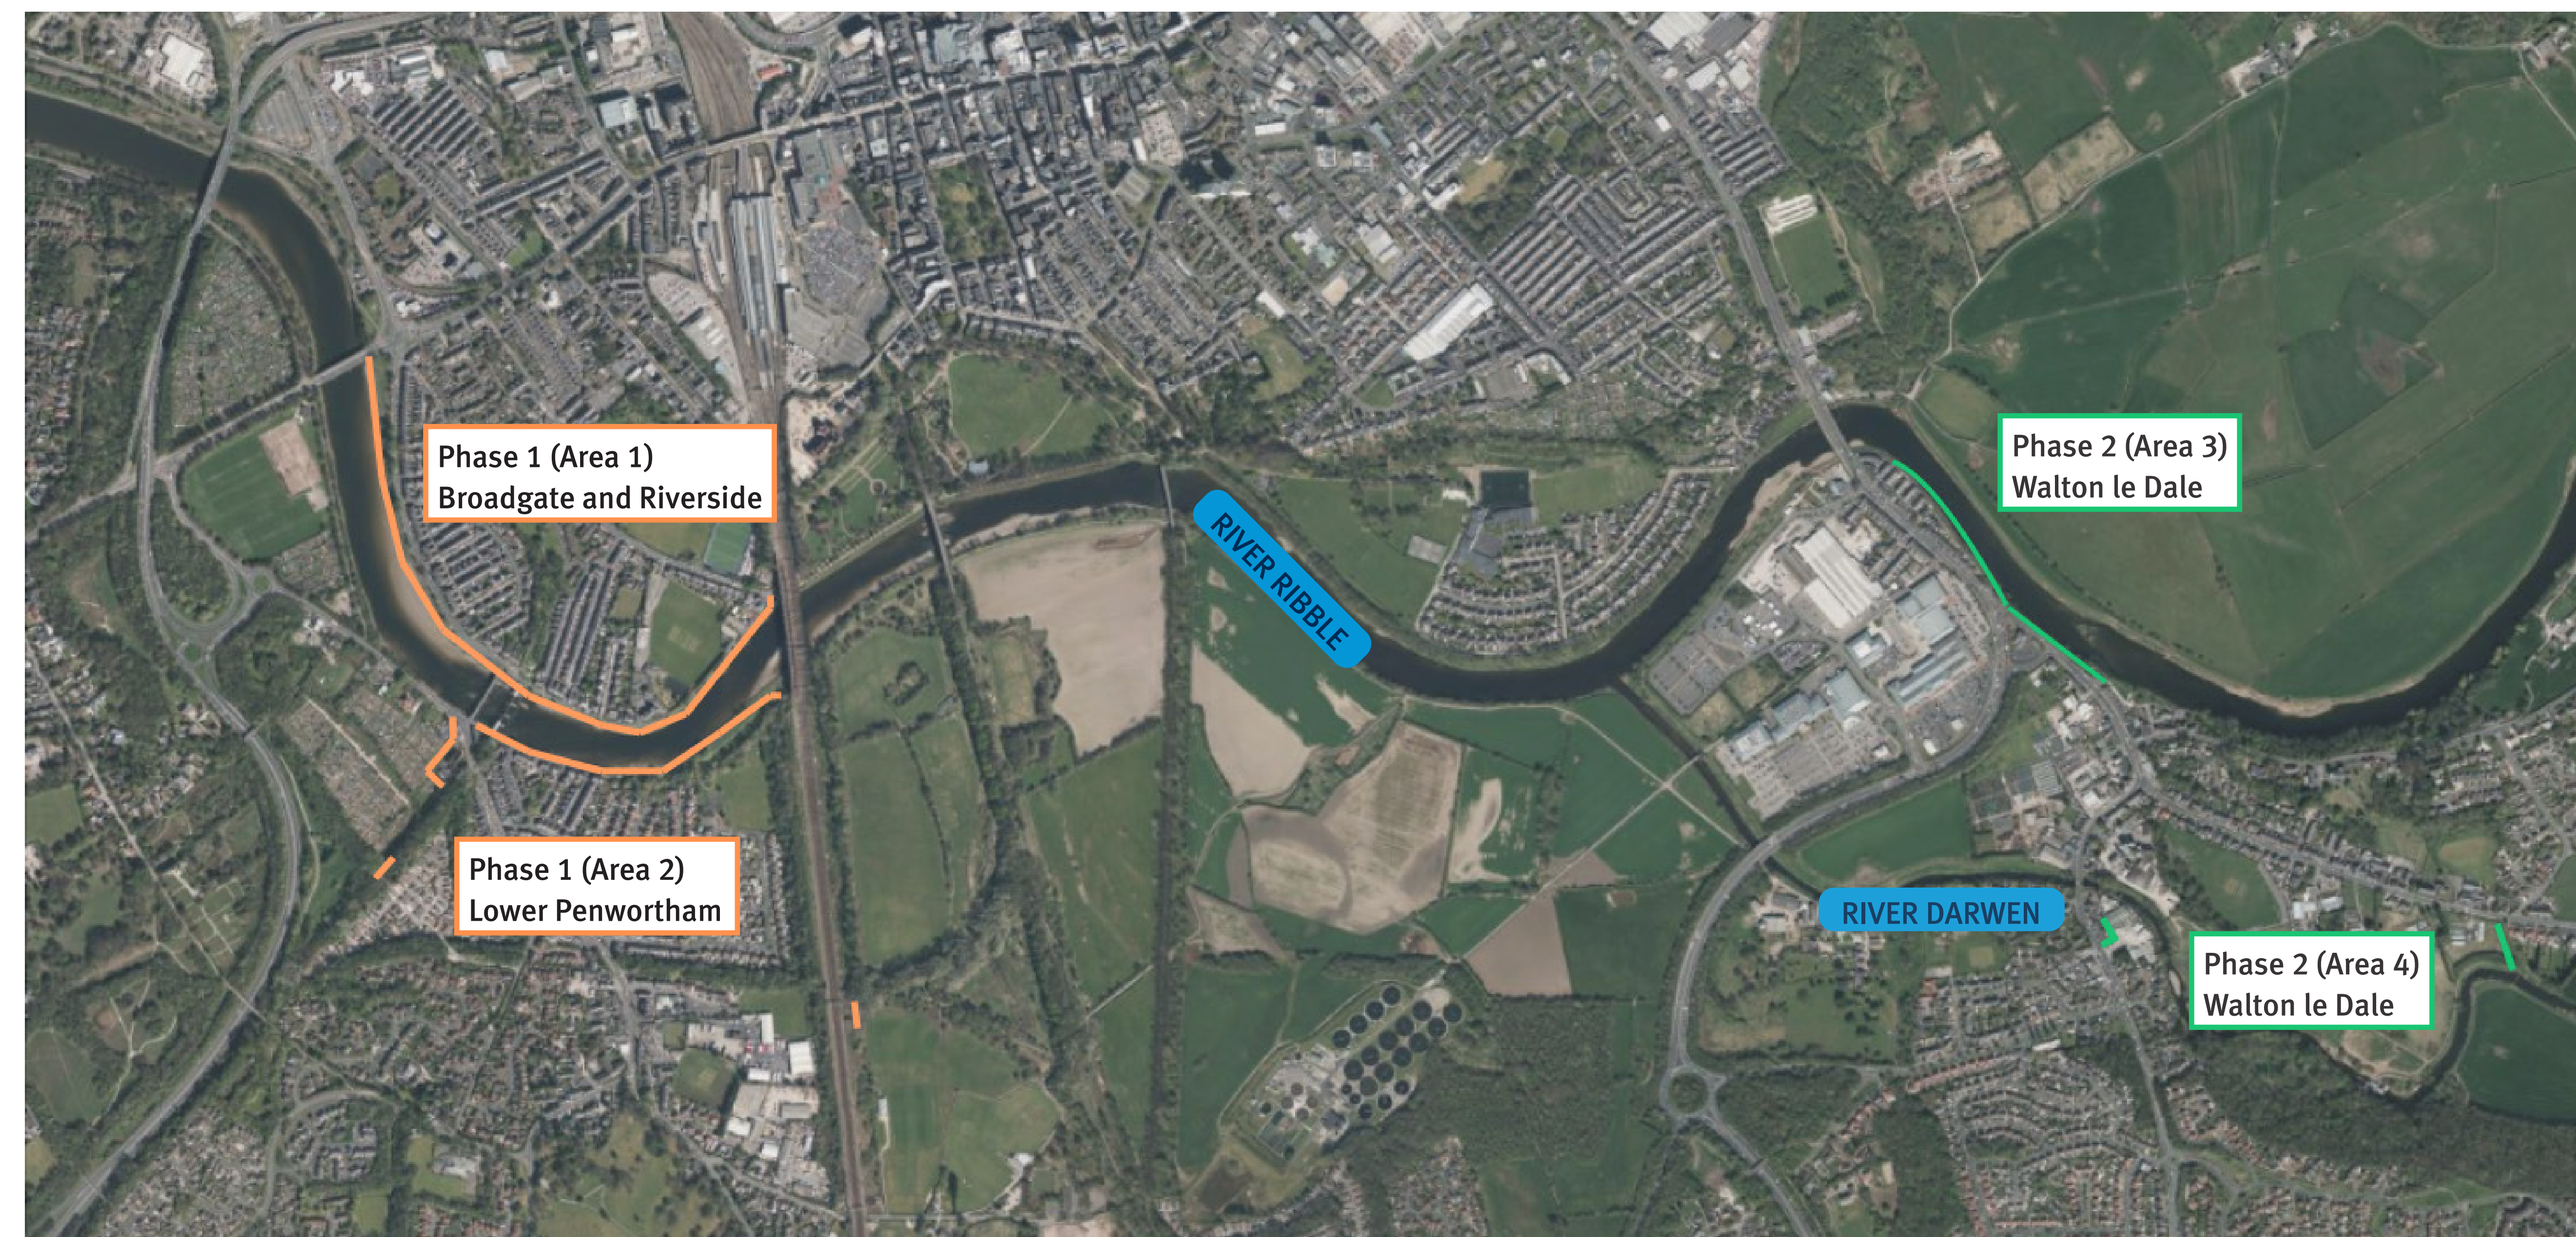 Phase 1 (Area 1)
Broadgate and Riverside
Phase 2 (Area 3)
Walton le Dale
RIVER RIBBLE
Phase 1 (Area 2)
Lower Penwortham
RIVER DARWEN
Phase 2 (Area 4)
Walton le Dale